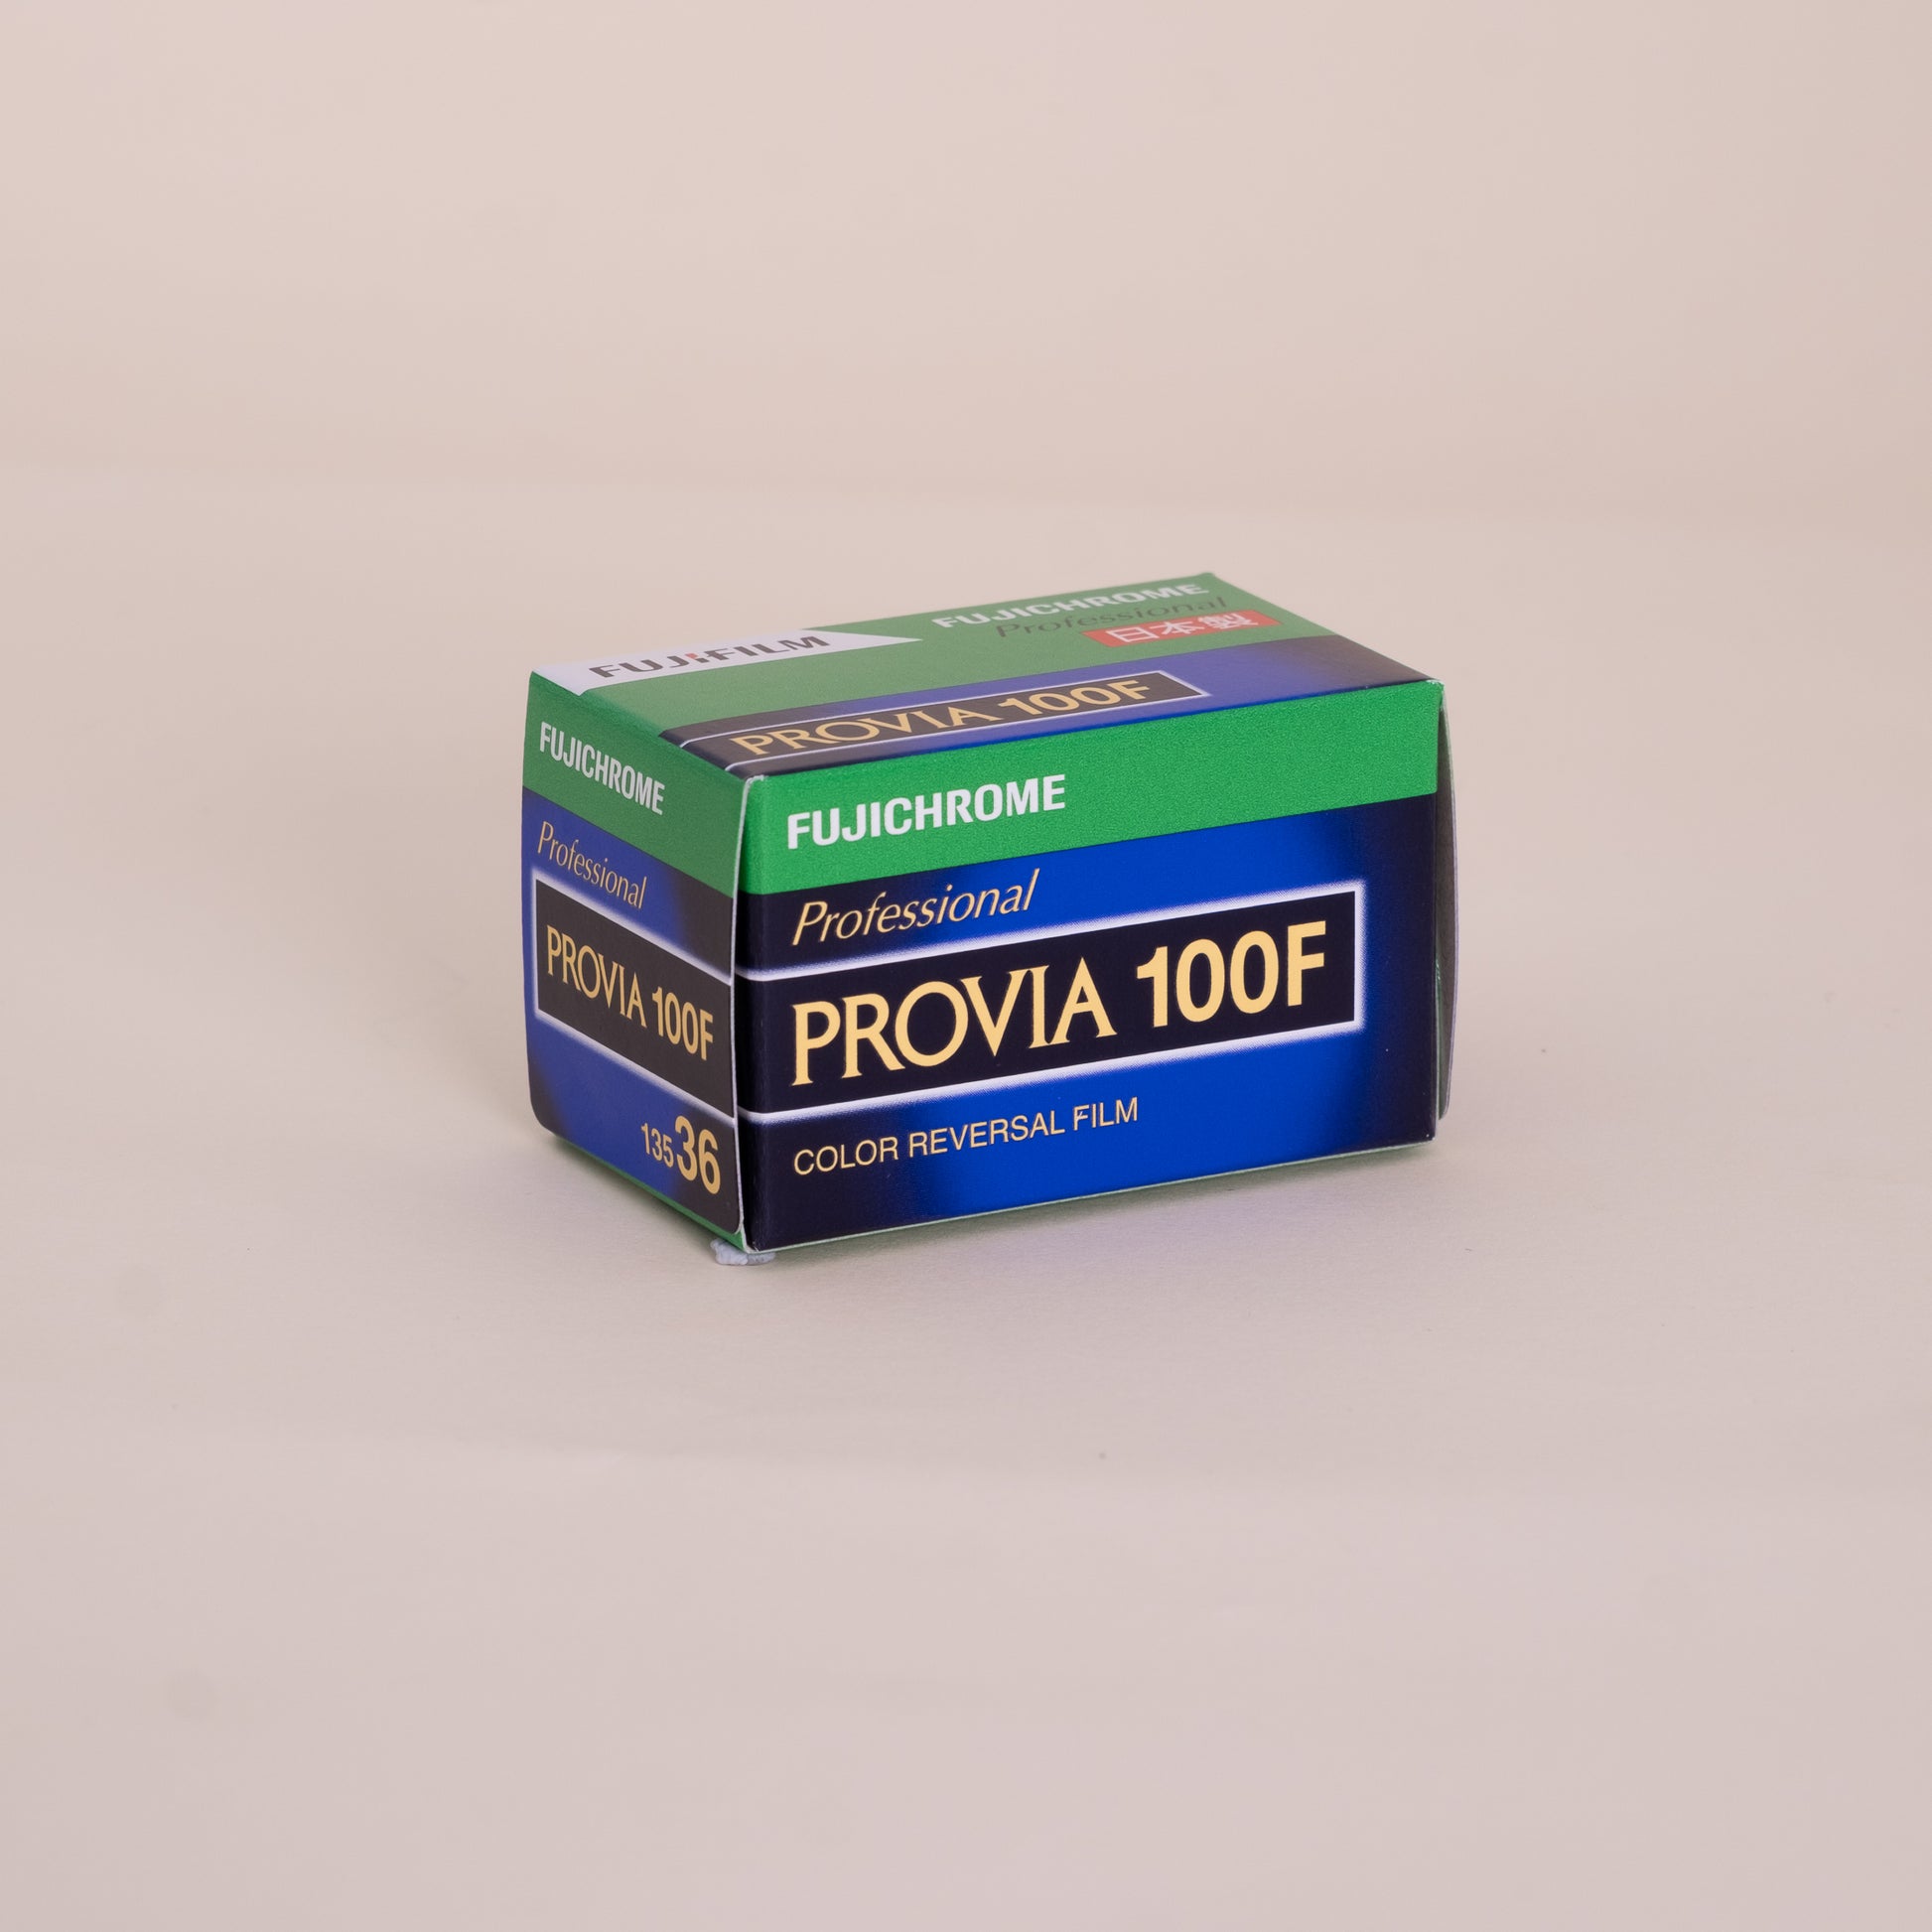 FUJIFILM
FUJICHROME
Professional
日本製
PROVIA 100F
FUJICHROME
Professional
PROVIA 100F
135 36
FUJICHROME
Professional
PROVIA 100F
COLOR REVERSAL FILM